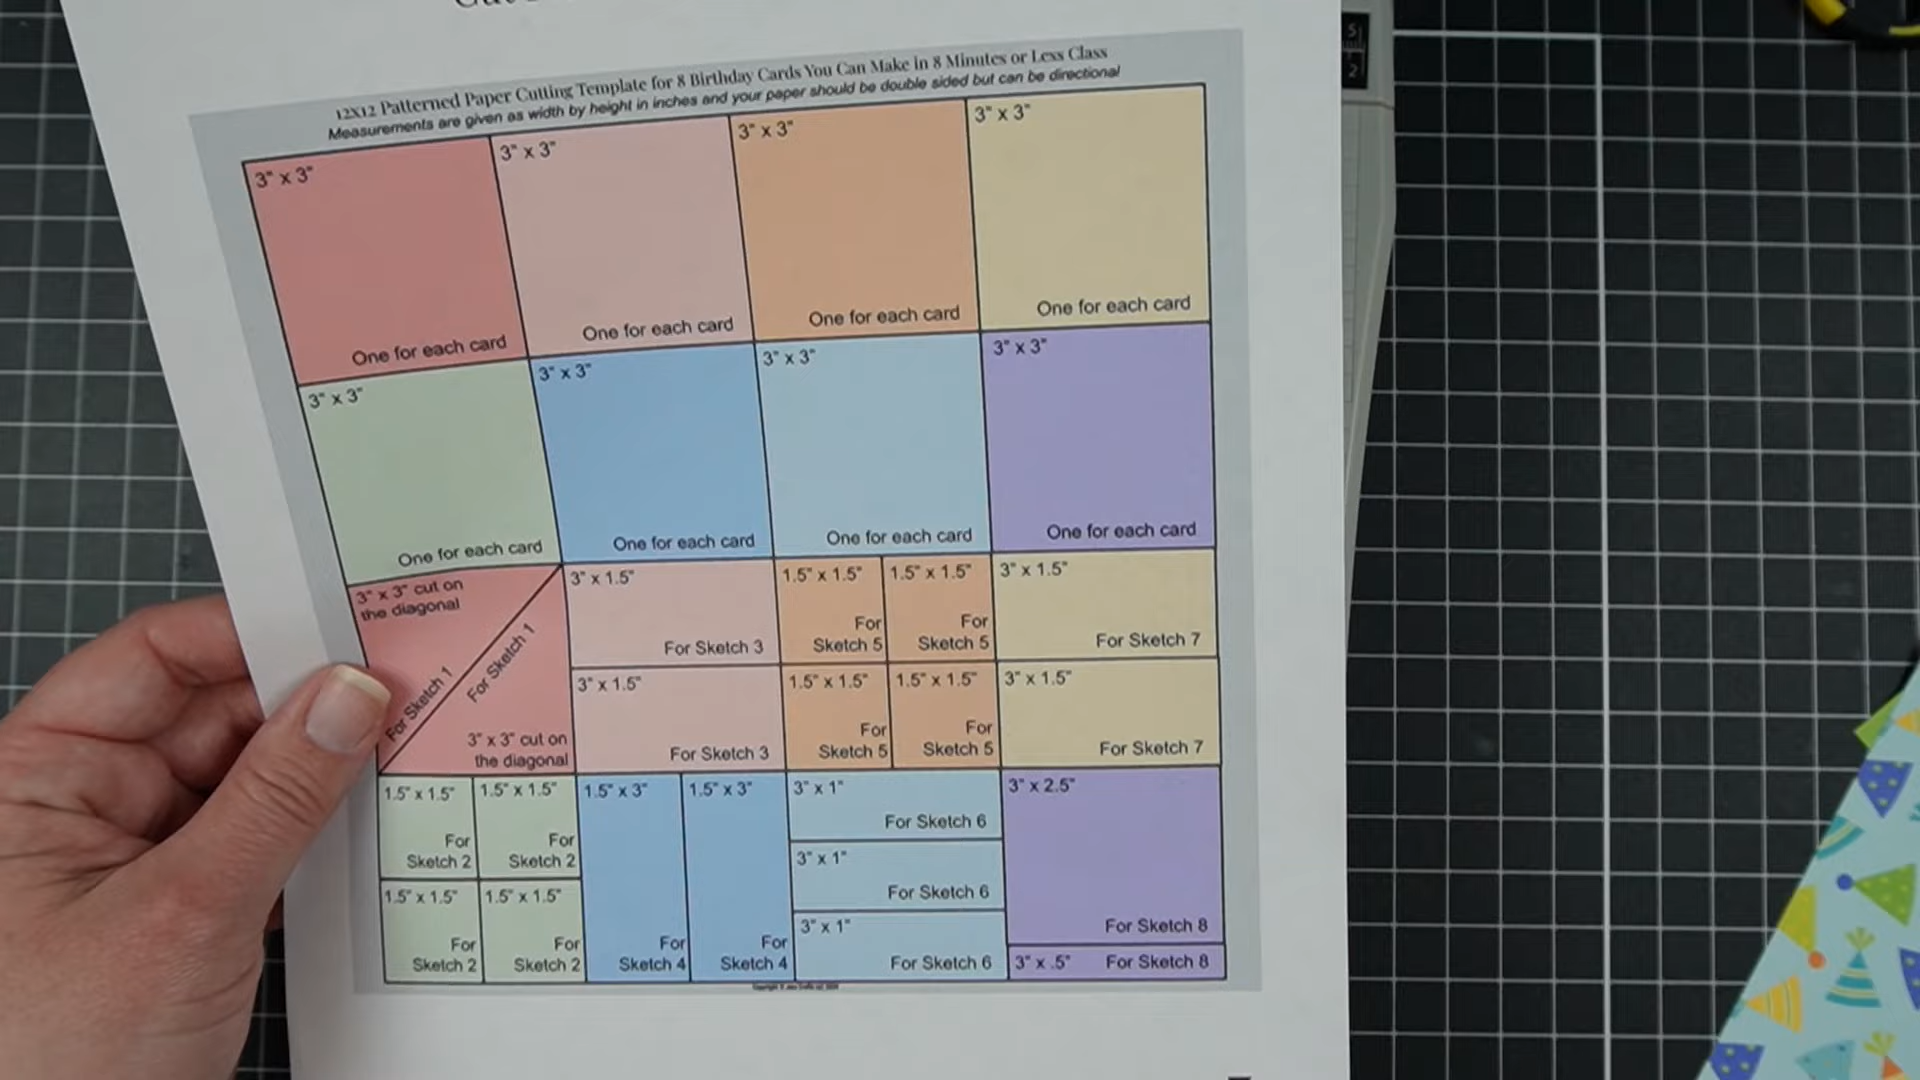 12x12 Patterned Paper Cutting Template for 8 Birthday Cards You Can Make in 8 Minutes or Less Class
Measurements are given as width by height in inches and your paper should be double sided but can be directional
3" x 3"
One for each card
3" x 3"
One for each card
3" x 3"
One for each card
3" x 3"
One for each card
3" x 3"
One for each card
3" x 3"
One for each card
3" x 3"
One for each card
3" x 3"
One for each card
3" x 3" cut on
the diagonal
For Sketch 1
For Sketch 1
3" x 3" cut on
the diagonal
3" x 1.5"
For Sketch 3
3" x 1.5"
For Sketch 3
1.5" x 1.5"
For
Sketch 5
1.5" x 1.5"
For
Sketch 5
1.5" x 1.5"
For
Sketch 5
1.5" x 1.5"
For
Sketch 5
3" x 1.5"
For Sketch 7
3" x 1.5"
For Sketch 7
1.5" x 1.5"
For
Sketch 2
1.5" x 1.5"
For
Sketch 2
1.5" x 1.5"
For
Sketch 2
1.5" x 1.5"
For
Sketch 2
1.5" x 3"
For
Sketch 4
1.5" x 3"
For
Sketch 4
3" x 1"
For Sketch 6
3" x 1"
For Sketch 6
3" x 1"
For Sketch 6
3" x 2.5"
For Sketch 8
3" x .5" For Sketch 8
5
2